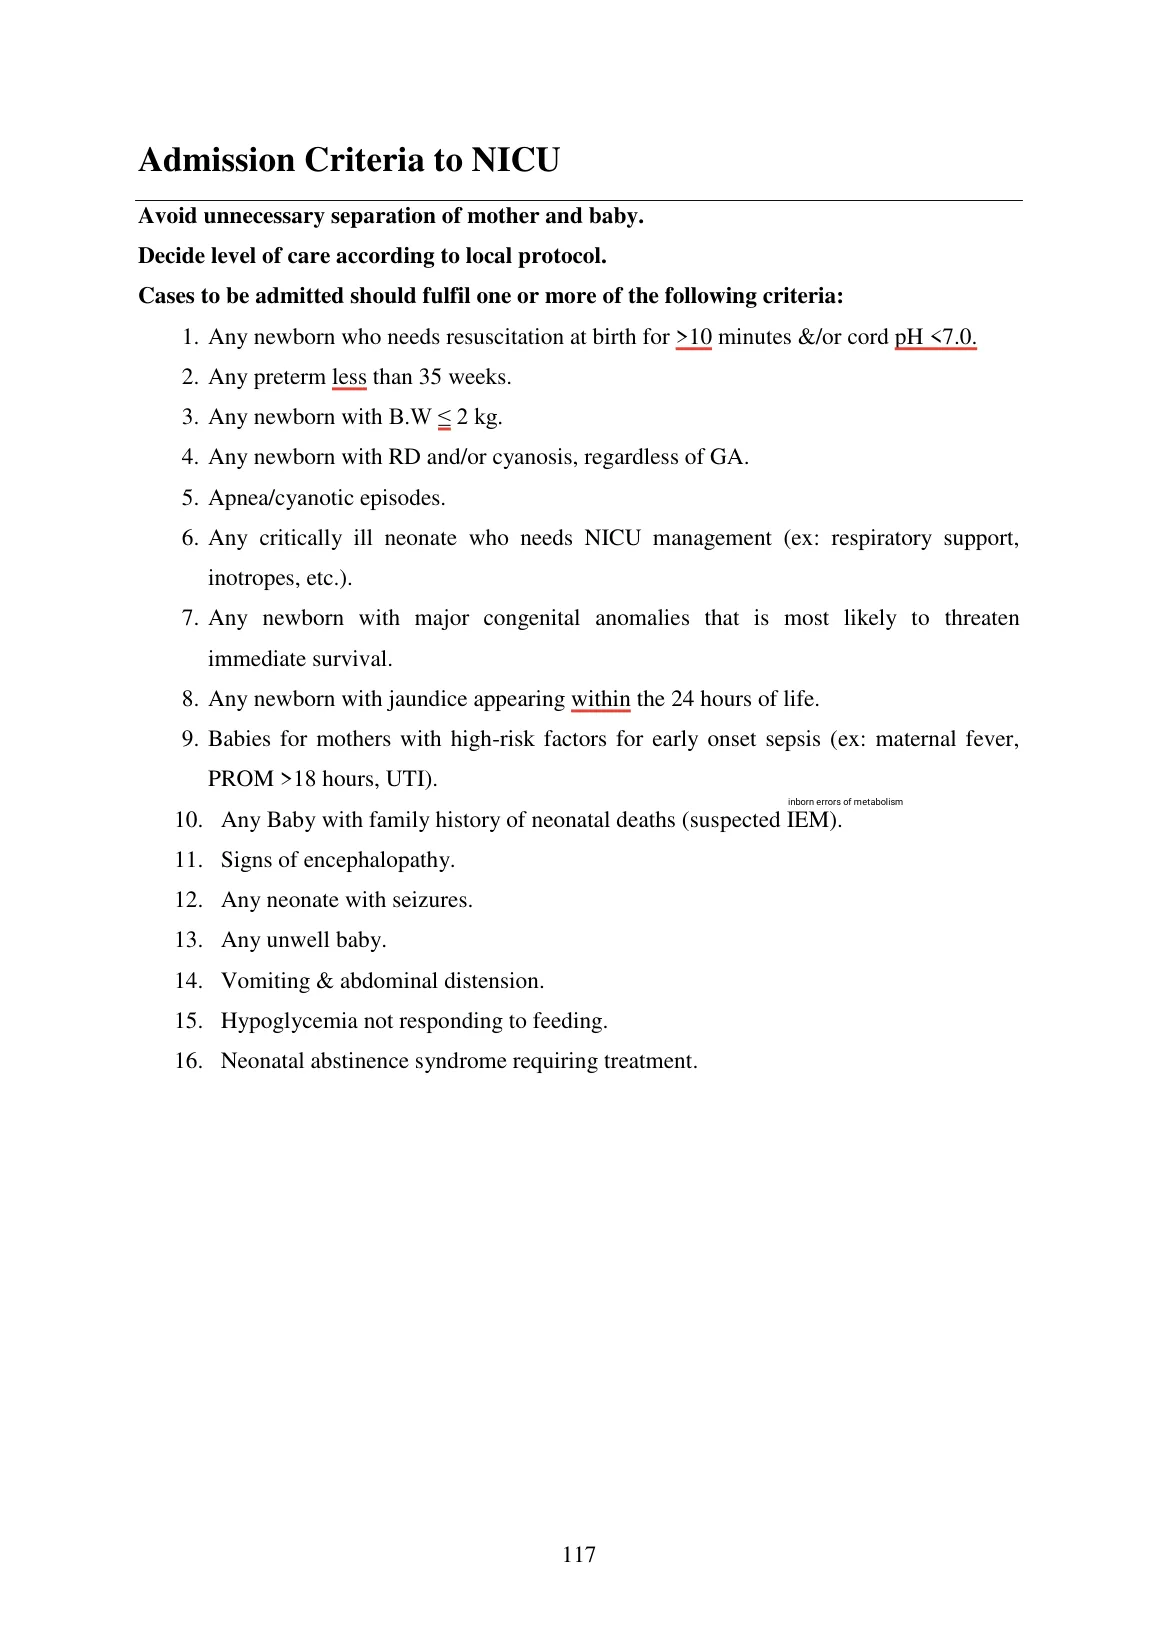 Admission Criteria to NICU
Avoid unnecessary separation of mother and baby.
Decide level of care according to local protocol.
Cases to be admitted should fulfil one or more of the following criteria:
1. Any newborn who needs resuscitation at birth for >10 minutes &/or cord pH <7.0.
2. Any preterm less than 35 weeks.
3. Any newborn with B.W ≤ 2 kg.
4. Any newborn with RD and/or cyanosis, regardless of GA.
5. Apnea/cyanotic episodes.
6. Any critically ill neonate who needs NICU management (ex: respiratory support,
inotropes, etc.).
7. Any newborn with major congenital anomalies that is most likely to threaten
immediate survival.
8. Any newborn with jaundice appearing within the 24 hours of life.
9. Babies for mothers with high-risk factors for early onset sepsis (ex: maternal fever,
PROM >18 hours, UTI).
inborn errors of metabolism
10. Any Baby with family history of neonatal deaths (suspected IEM).
11. Signs of encephalopathy.
12. Any neonate with seizures.
13. Any unwell baby.
14. Vomiting & abdominal distension.
15. Hypoglycemia not responding to feeding.
16. Neonatal abstinence syndrome requiring treatment.
117